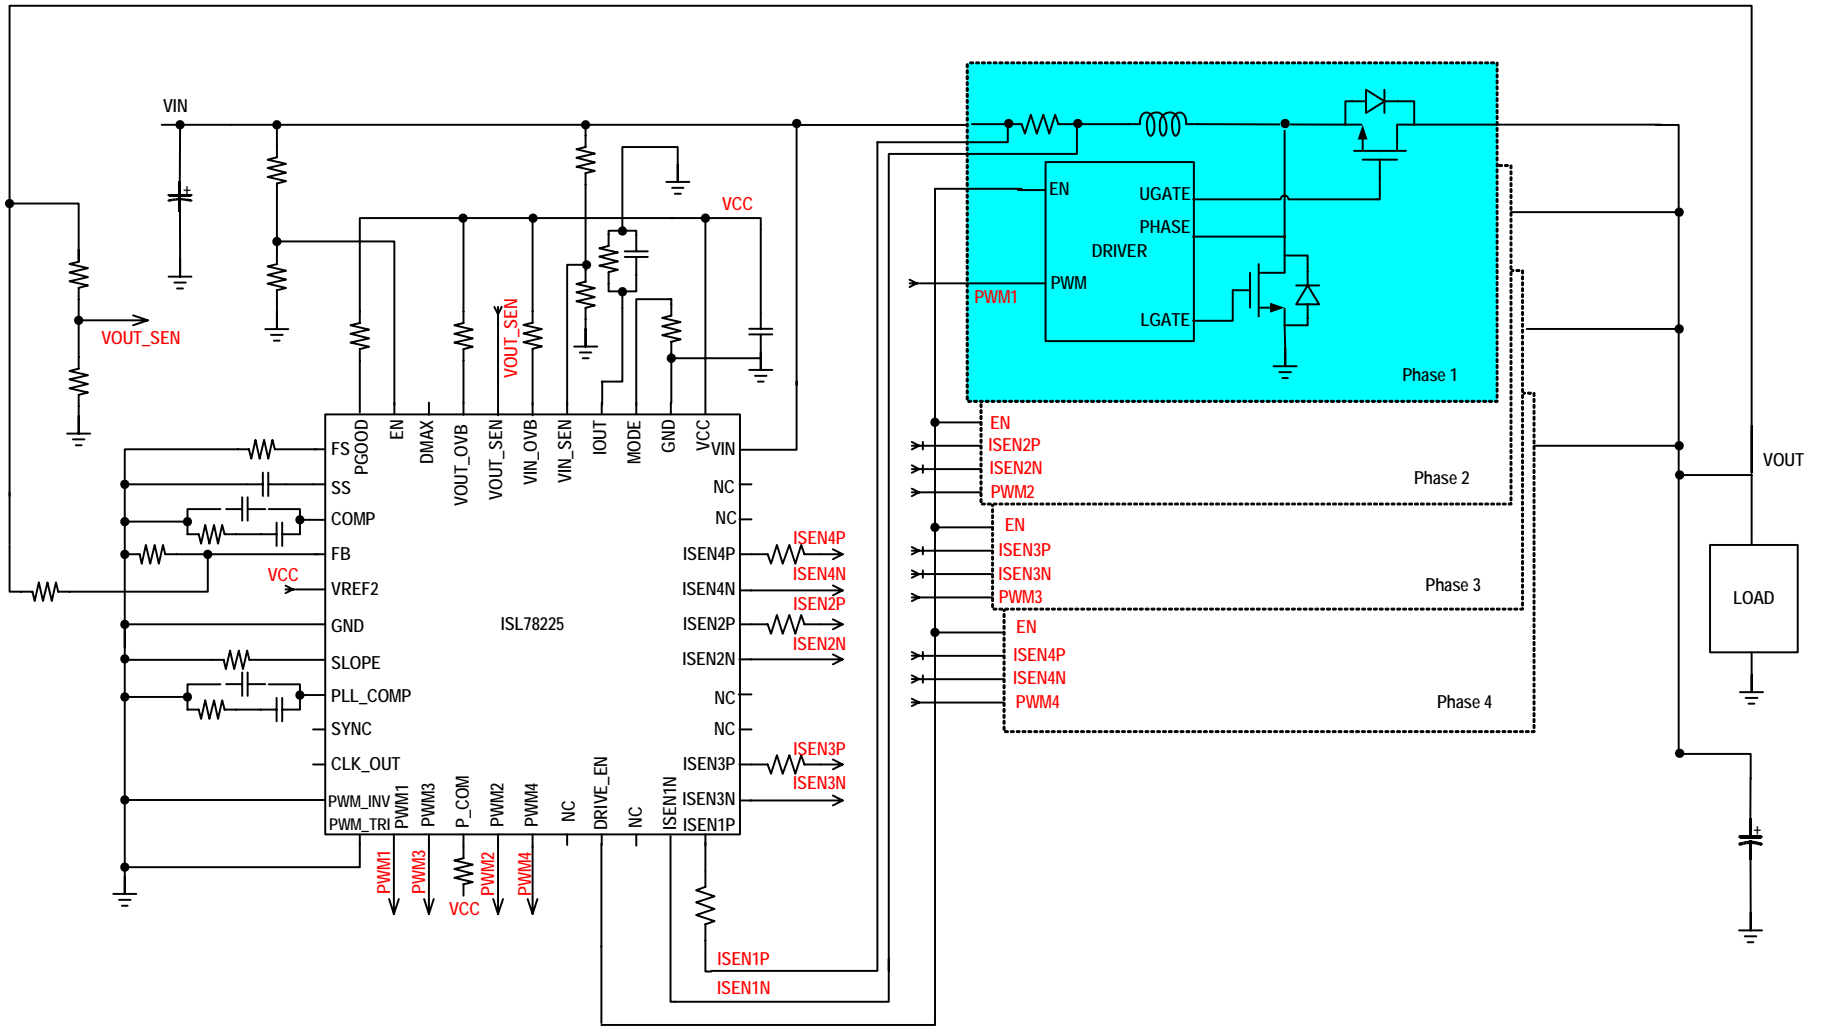 VIN
VCC
VOUT_SEN
VOUT_SEN
PGOOD
EN
DMAX
VOUT_OVB
VOUT_SEN
VIN_OVB
VIN_SEN
IOUT
MODE
GND
VCC
FS
SS
COMP
FB
VCC
VREF2
GND
SLOPE
PLL_COMP
SYNC
CLK_OUT
PWM_INV
PWM_TRI
ISL78225
VIN
NC
NC
ISEN4P
ISEN4N
ISEN2P
ISEN2N
NC
NC
ISEN3P
ISEN3N
ISEN1P
ISEN4P
ISEN4N
ISEN2P
ISEN2N
ISEN3P
ISEN3N
PWM1
PWM3
P_COM
PWM2
PWM4
NC
DRIVE_EN
NC
ISEN1N
PWM1
PWM3
VCC
PWM2
PWM4
ISEN1P
ISEN1N
EN
UGATE
PHASE
DRIVER
PWM
LGATE
PWM1
Phase 1
EN
ISEN2P
ISEN2N
PWM2
Phase 2
EN
ISEN3P
ISEN3N
PWM3
Phase 3
EN
ISEN4P
ISEN4N
PWM4
Phase 4
VOUT
LOAD